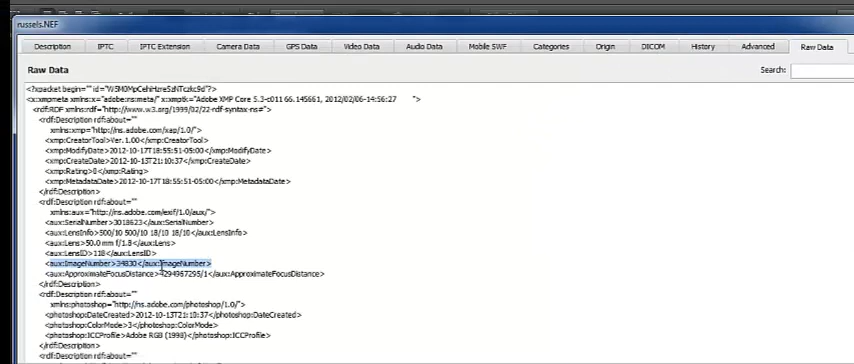 russels.NEF
Description IPTC IPTC Extension Camera Data GPS Data Video Data Audio Data Mobile SWF Categories Origin DICOM History Advanced Raw Data
Raw Data
Search:
<?xpacket begin="" id="W5M0MpCehiHzreSzNTczkc9d"?>
<x:xmpmeta xmlns:x="adobe:ns:meta/" x:xmptk="Adobe XMP Core 5.3-c011 66.145661, 2012/02/06-14:56:27 ">
<rdf:RDF xmlns:rdf="http://www.w3.org/1999/02/22-rdf-syntax-ns#">
<rdf:Description rdf:about=""
xmlns:xmp="http://ns.adobe.com/xap/1.0/">
<xmp:CreatorTool>Ver.1.00</xmp:CreatorTool>
<xmp:ModifyDate>2012-10-17T18:55:51-05:00</xmp:ModifyDate>
<xmp:CreateDate>2012-10-13T21:10:37</xmp:CreateDate>
<xmp:Rating>0</xmp:Rating>
<xmp:MetadataDate>2012-10-17T18:55:51-05:00</xmp:MetadataDate>
</rdf:Description>
<rdf:Description rdf:about=""
xmlns:aux="http://ns.adobe.com/exif/1.0/aux/">
<aux:SerialNumber>3018623</aux:SerialNumber>
<aux:LensInfo>500/10 500/10 18/10 18/10</aux:LensInfo>
<aux:Lens>50.0 mm f/1.8</aux:Lens>
<aux:LensID>118</aux:LensID>
<aux:ImageNumber>34830</aux:ImageNumber>
<aux:ApproximateFocusDistance>4294967295/1</aux:ApproximateFocusDistance>
</rdf:Description>
<rdf:Description rdf:about=""
xmlns:photoshop="http://ns.adobe.com/photoshop/1.0/">
<photoshop:DateCreated>2012-10-13T21:10:37</photoshop:DateCreated>
<photoshop:ColorMode>3</photoshop:ColorMode>
<photoshop:ICCProfile>Adobe RGB (1998)</photoshop:ICCProfile>
</rdf:Description>
<rdf:Description rdf:about=""